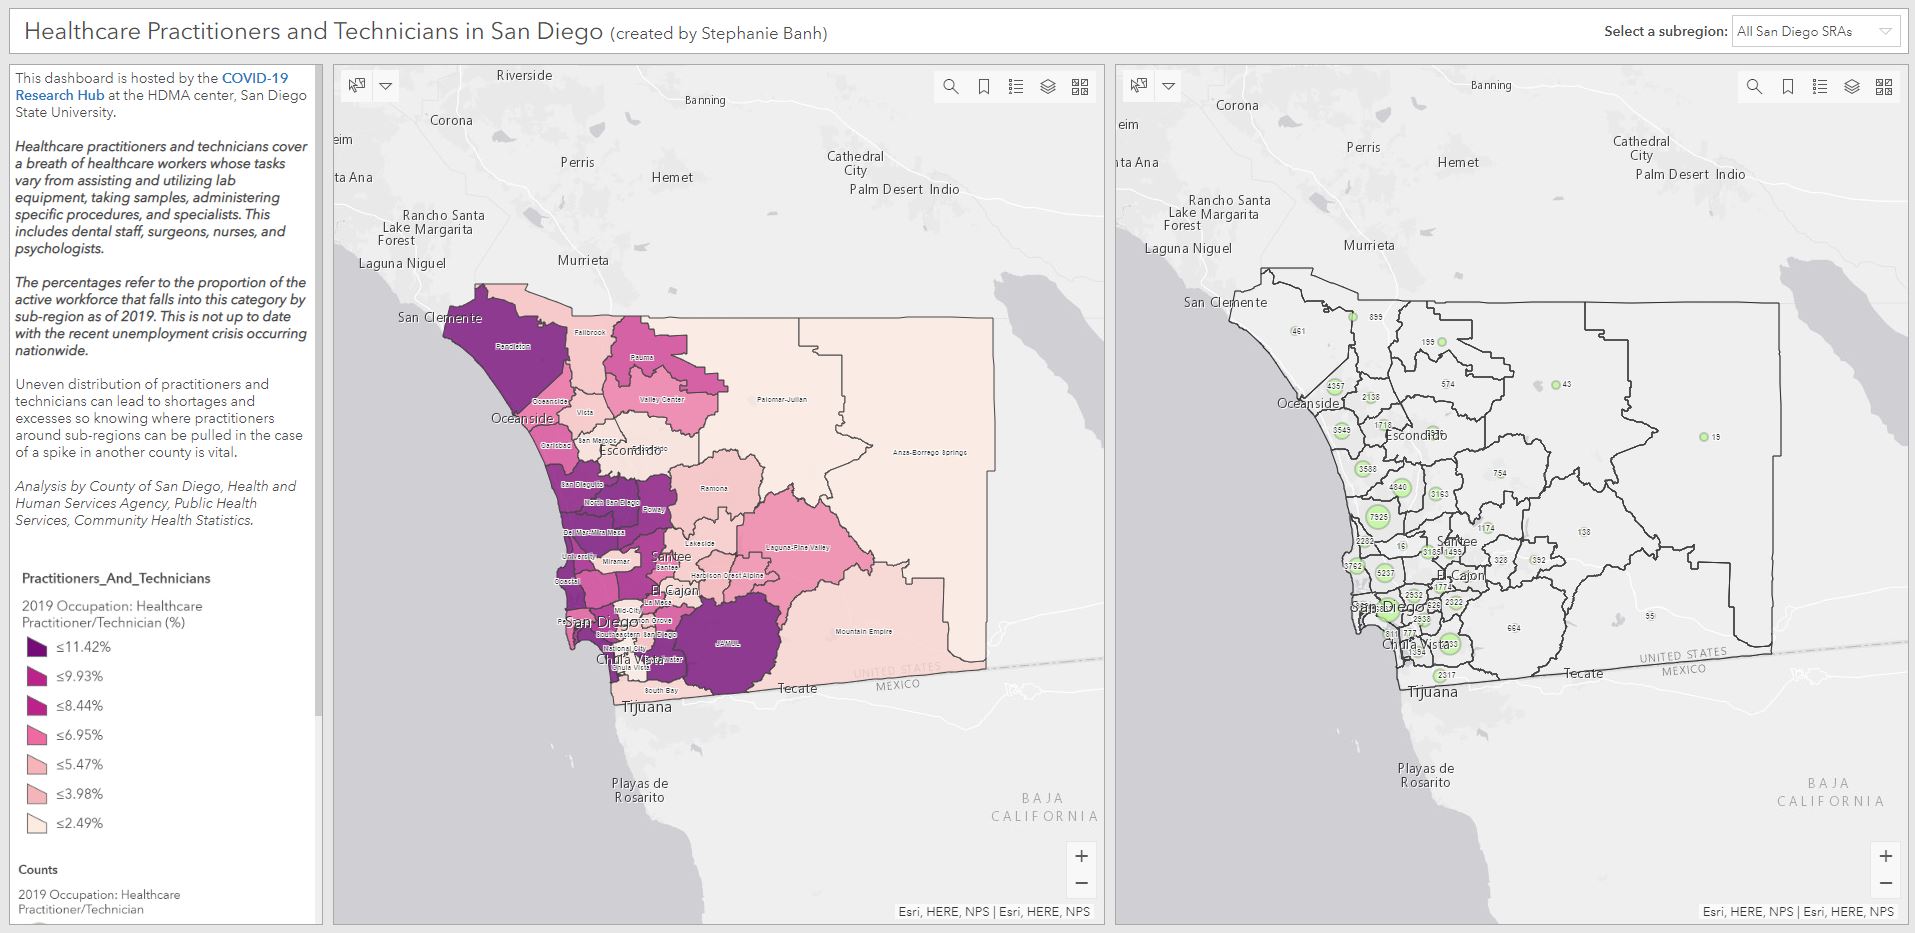 Healthcare Practitioners and Technicians in San Diego (created by Stephanie Banh)
Select a subregion: All San Diego SRAs
This dashboard is hosted by the COVID-19
Research Hub at the HDMA center, San Diego
State University.
Healthcare practitioners and technicians cover
a breath of healthcare workers whose tasks
vary from assisting and utilizing lab
equipment, taking samples, administering
specific procedures, and specialists. This
includes dental staff, surgeons, nurses, and
psychologists.
The percentages refer to the proportion of the
active workforce that falls into this category by
sub-region as of 2019. This is not up to date
with the recent unemployment crisis occurring
nationwide.
Uneven distribution of practitioners and
technicians can lead to shortages and
excesses so knowing where practitioners
around sub-regions can be pulled in the case
of a spike in another county is vital.
Analysis by County of San Diego, Health and
Human Services Agency, Public Health
Services, Community Health Statistics.
Practitioners_And_Technicians
2019 Occupation: Healthcare
Practitioner/Technician (%)
≤11.42%
≤9.93%
≤8.44%
≤6.95%
≤5.47%
≤3.98%
≤2.49%
Counts
2019 Occupation: Healthcare
Practitioner/Technician
Riverside
Banning
Corona
eim
Perris
Cathedral
City
ta Ana
Hemet
Palm Desert Indio
Rancho Santa
Margarita
Lake
Forest
Laguna Niguel
Murrieta
San Clemente
Fallbrook
Pendleton
Pauma
Oceanside
Valley Center
Palomar-Julian
Vista
Oceanside
San Marcos
Carlsbad
Escondido
Anza-Borrego Springs
San Dieguito
Ramona
North San Diego
Poway
Del Mar-Mira Mesa
Lakeside
Laguna-Pine Valley
University
Miramar
Santee
Santee
Harbison Crest
Alpine
Coastal
El Cajon
La Mesa
Mid-City
San Diego
Southeastern San Diego
Mountain Empire
JAMUL
National City
Chula Vista
Chula Vista
South Bay
UNITED STATES
MEXICO
Tecate
Tijuana
Playas de
Rosarito
BAJA
CALIFORNIA
+
−
Esri, HERE, NPS | Esri, HERE, NPS
Banning
Corona
eim
Perris
Cathedral
City
ta Ana
Hemet
Palm Desert Indio
Rancho Santa
Margarita
Lake
Forest
Laguna Niguel
Murrieta
San Clemente
461
899
199
574
43
4357
2138
Oceanside
3549
1718
Escondido
19
3588
754
4840
3163
7925
1174
138
2282
16
Santee
3185
1499
328
392
3762
5237
El Cajon
1774
2932
2322
San Diego
2938
664
95
811
777
Chula Vista
1394
2317
UNITED STATES
MEXICO
Tecate
Tijuana
Playas de
Rosarito
BAJA
CALIFORNIA
+
−
Esri, HERE, NPS | Esri, HERE, NPS